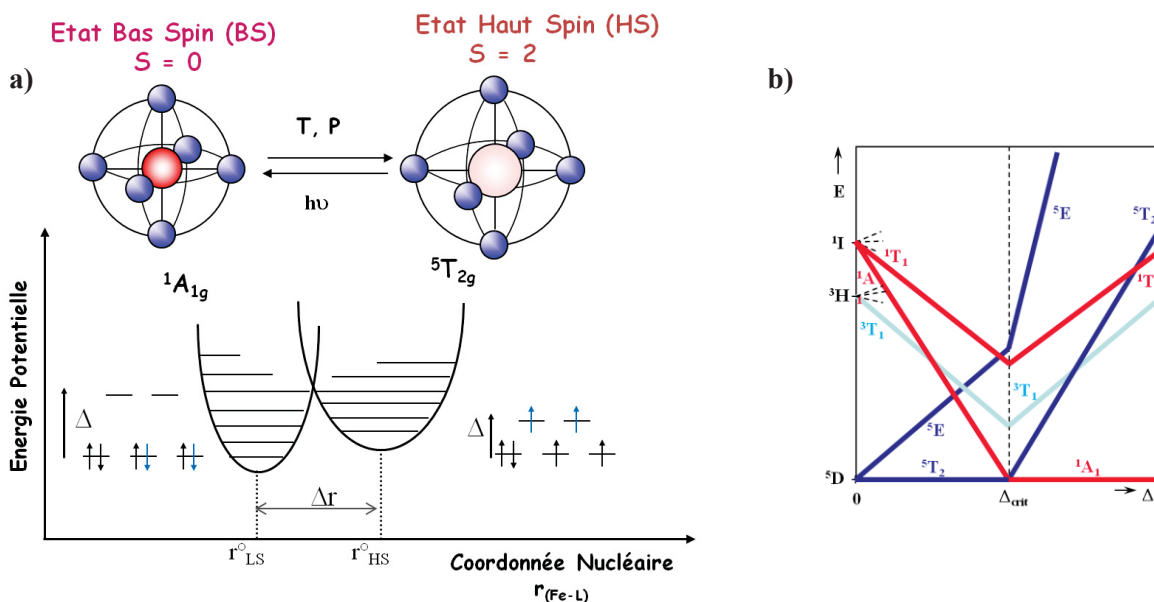 Etat Bas Spin (BS)
S = 0
Etat Haut Spin (HS)
S = 2
a)
T, P
hυ
¹A₁g
⁵T₂g
Energie Potentielle
Δ
Δ
Δr
r°LS
r°HS
Coordonnée Nucléaire
r(Fe-L)
b)
E
¹I
³H
⁵D
¹T₁
¹A
1
³T₁
⁵E
⁵E
⁵T₂
³T₁
⁵T₂
¹T
¹A₁
0
Δcrit
Δ